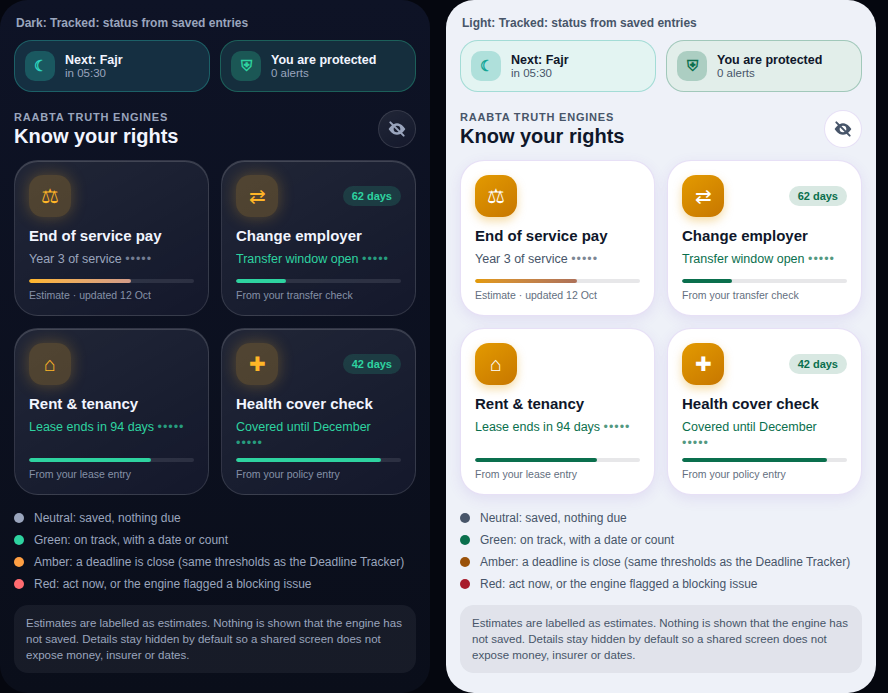 Dark: Tracked: status from saved entries
Next: Fajr
in 05:30
You are protected
0 alerts
RAABTA TRUTH ENGINES
Know your rights
End of service pay
Year 3 of service •••••
Estimate · updated 12 Oct
62 days
Change employer
Transfer window open •••••
From your transfer check
Rent & tenancy
Lease ends in 94 days •••••
From your lease entry
42 days
Health cover check
Covered until December
•••••
From your policy entry
Neutral: saved, nothing due
Green: on track, with a date or count
Amber: a deadline is close (same thresholds as the Deadline Tracker)
Red: act now, or the engine flagged a blocking issue
Estimates are labelled as estimates. Nothing is shown that the engine has
not saved. Details stay hidden by default so a shared screen does not
expose money, insurer or dates.
Light: Tracked: status from saved entries
Next: Fajr
in 05:30
You are protected
0 alerts
RAABTA TRUTH ENGINES
Know your rights
End of service pay
Year 3 of service •••••
Estimate · updated 12 Oct
62 days
Change employer
Transfer window open •••••
From your transfer check
Rent & tenancy
Lease ends in 94 days •••••
From your lease entry
42 days
Health cover check
Covered until December
•••••
From your policy entry
Neutral: saved, nothing due
Green: on track, with a date or count
Amber: a deadline is close (same thresholds as the Deadline Tracker)
Red: act now, or the engine flagged a blocking issue
Estimates are labelled as estimates. Nothing is shown that the engine has
not saved. Details stay hidden by default so a shared screen does not
expose money, insurer or dates.